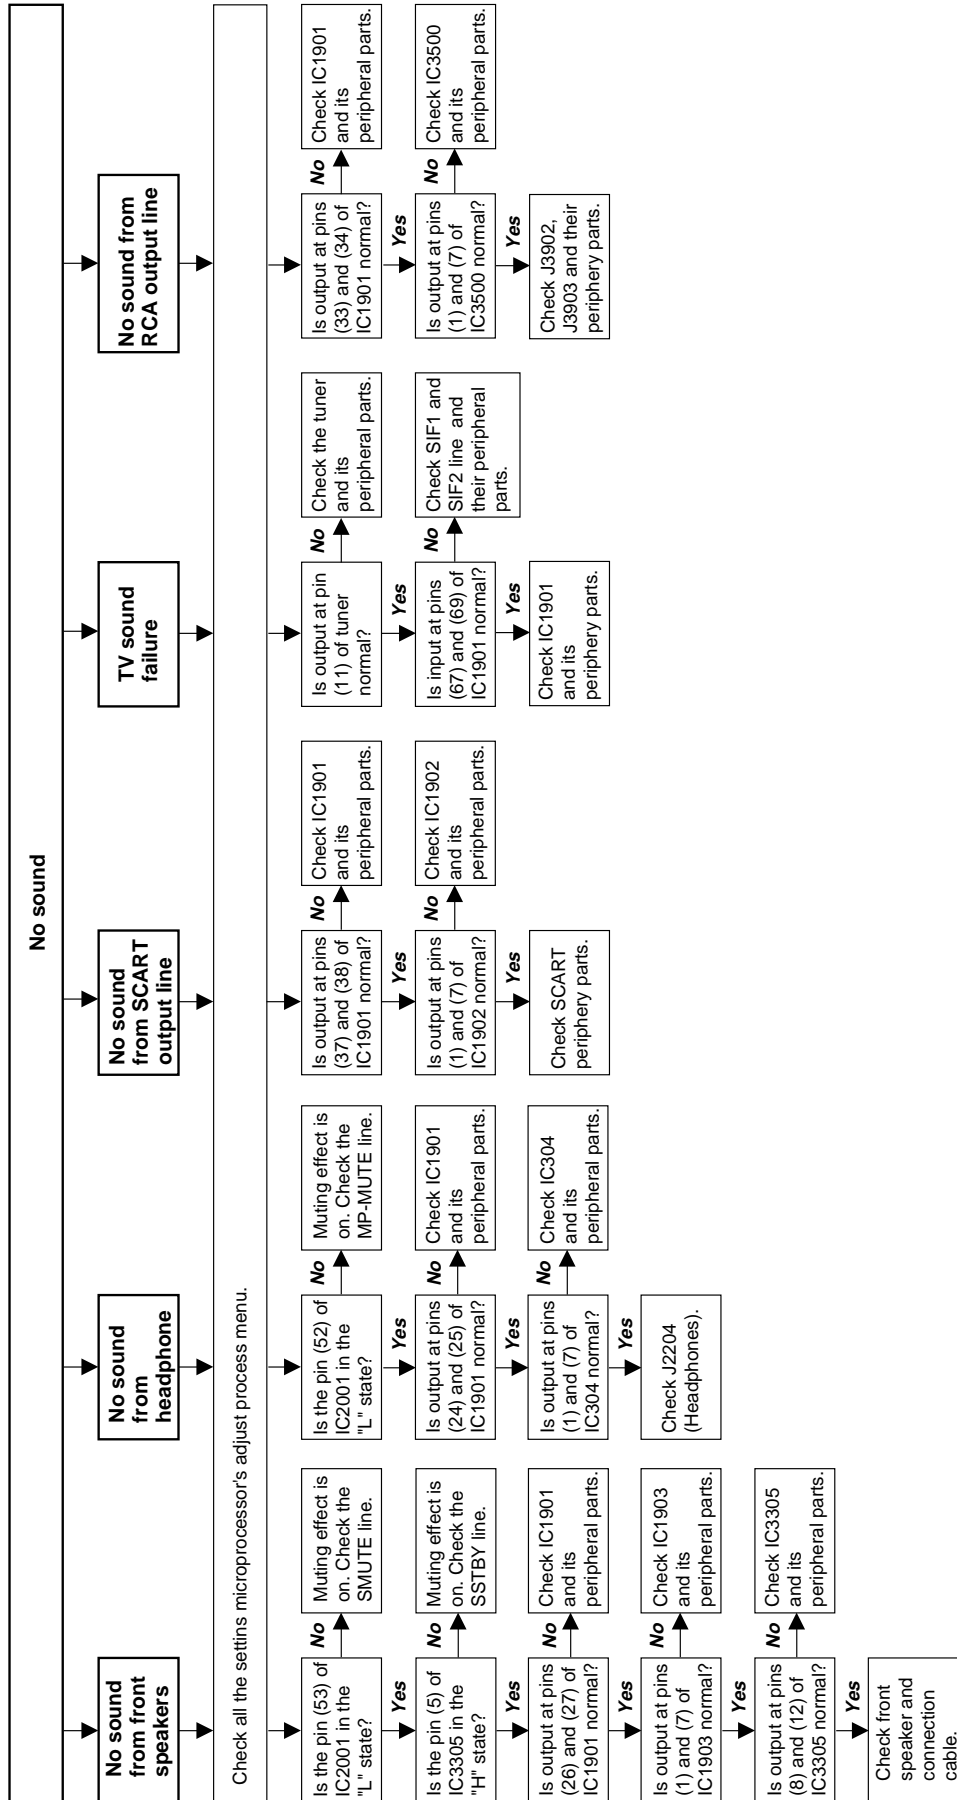 No sound
No sound
from front
speakers
No sound
from
headphone
No sound
from SCART
output line
TV sound
failure
No sound from
RCA output line
Check all the settins microprocessor's adjust process menu.
Is the pin (53) of
IC2001 in the
"L" state?
No
Muting effect is
on. Check the
SMUTE line.
Yes
Is the pin (5) of
IC3305 in the
"H" state?
No
Muting effect is
on. Check the
SSTBY line.
Yes
Is output at pins
(26) and (27) of
IC1901 normal?
No
Check IC1901
and its
peripheral parts.
Yes
Is output at pins
(1) and (7) of
IC1903 normal?
No
Check IC1903
and its
peripheral parts.
Yes
Is output at pins
(8) and (12) of
IC3305 normal?
No
Check IC3305
and its
peripheral parts.
Yes
Check front
speaker and
connection
cable.
Is the pin (52) of
IC2001 in the
"L" state?
No
Muting effect is
on. Check the
MP-MUTE line.
Yes
Is output at pins
(24) and (25) of
IC1901 normal?
No
Check IC1901
and its
peripheral parts.
Yes
Is output at pins
(1) and (7) of
IC304 normal?
No
Check IC304
and its
peripheral parts.
Yes
Check J2204
(Headphones).
Is output at pins
(37) and (38) of
IC1901 normal?
No
Check IC1901
and its
peripheral parts.
Yes
Is output at pins
(1) and (7) of
IC1902 normal?
No
Check IC1902
and its
peripheral parts.
Yes
Check SCART
periphery parts.
Is output at pin
(11) of tuner
normal?
No
Check the tuner
and its
peripheral parts.
Yes
Is input at pins
(67) and (69) of
IC1901 normal?
No
Check SIF1 and
SIF2 line and
their peripheral
parts.
Yes
Check IC1901
and its
periphery parts.
Is output at pins
(33) and (34) of
IC1901 normal?
No
Check IC1901
and its
peripheral parts.
Yes
Is output at pins
(1) and (7) of
IC3500 normal?
No
Check IC3500
and its
peripheral parts.
Yes
Check J3902,
J3903 and their
periphery parts.